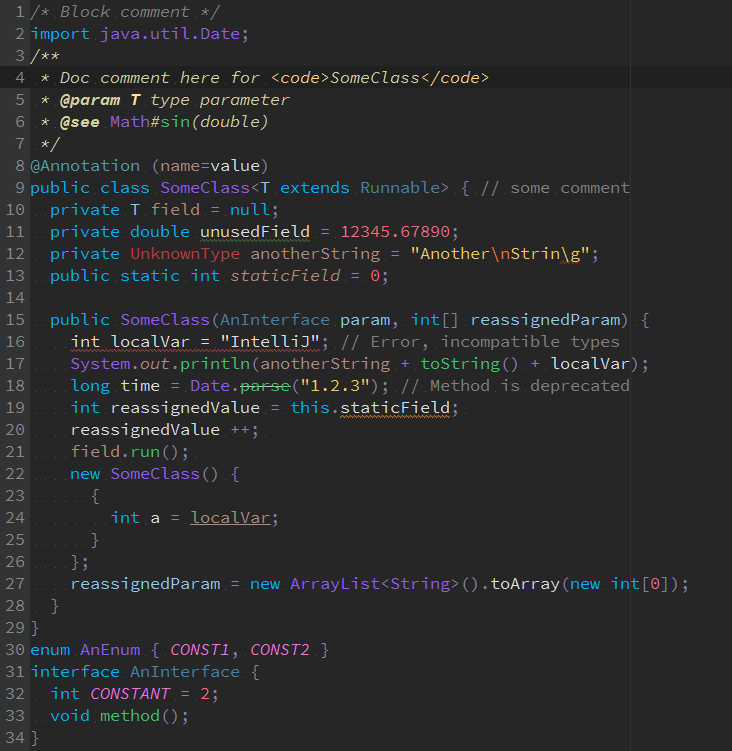 1 /* Block comment */
2 import java.util.Date;
3 /**
4  * Doc comment here for <code>SomeClass</code>
5  * @param T type parameter
6  * @see Math#sin(double)
7  */
8 @Annotation (name=value)
9 public class SomeClass<T extends Runnable> { // some comment
10   private T field = null;
11   private double unusedField = 12345.67890;
12   private UnknownType anotherString = "Another\nStrin\g";
13   public static int staticField = 0;
14
15   public SomeClass(AnInterface param, int[] reassignedParam) {
16     int localVar = "IntelliJ"; // Error, incompatible types
17     System.out.println(anotherString + toString() + localVar);
18     long time = Date.parse("1.2.3"); // Method is deprecated
19     int reassignedValue = this.staticField;
20     reassignedValue ++;
21     field.run();
22     new SomeClass() {
23       {
24         int a = localVar;
25       }
26     };
27     reassignedParam = new ArrayList<String>().toArray(new int[0]);
28   }
29 }
30 enum AnEnum { CONST1, CONST2 }
31 interface AnInterface {
32   int CONSTANT = 2;
33   void method();
34 }